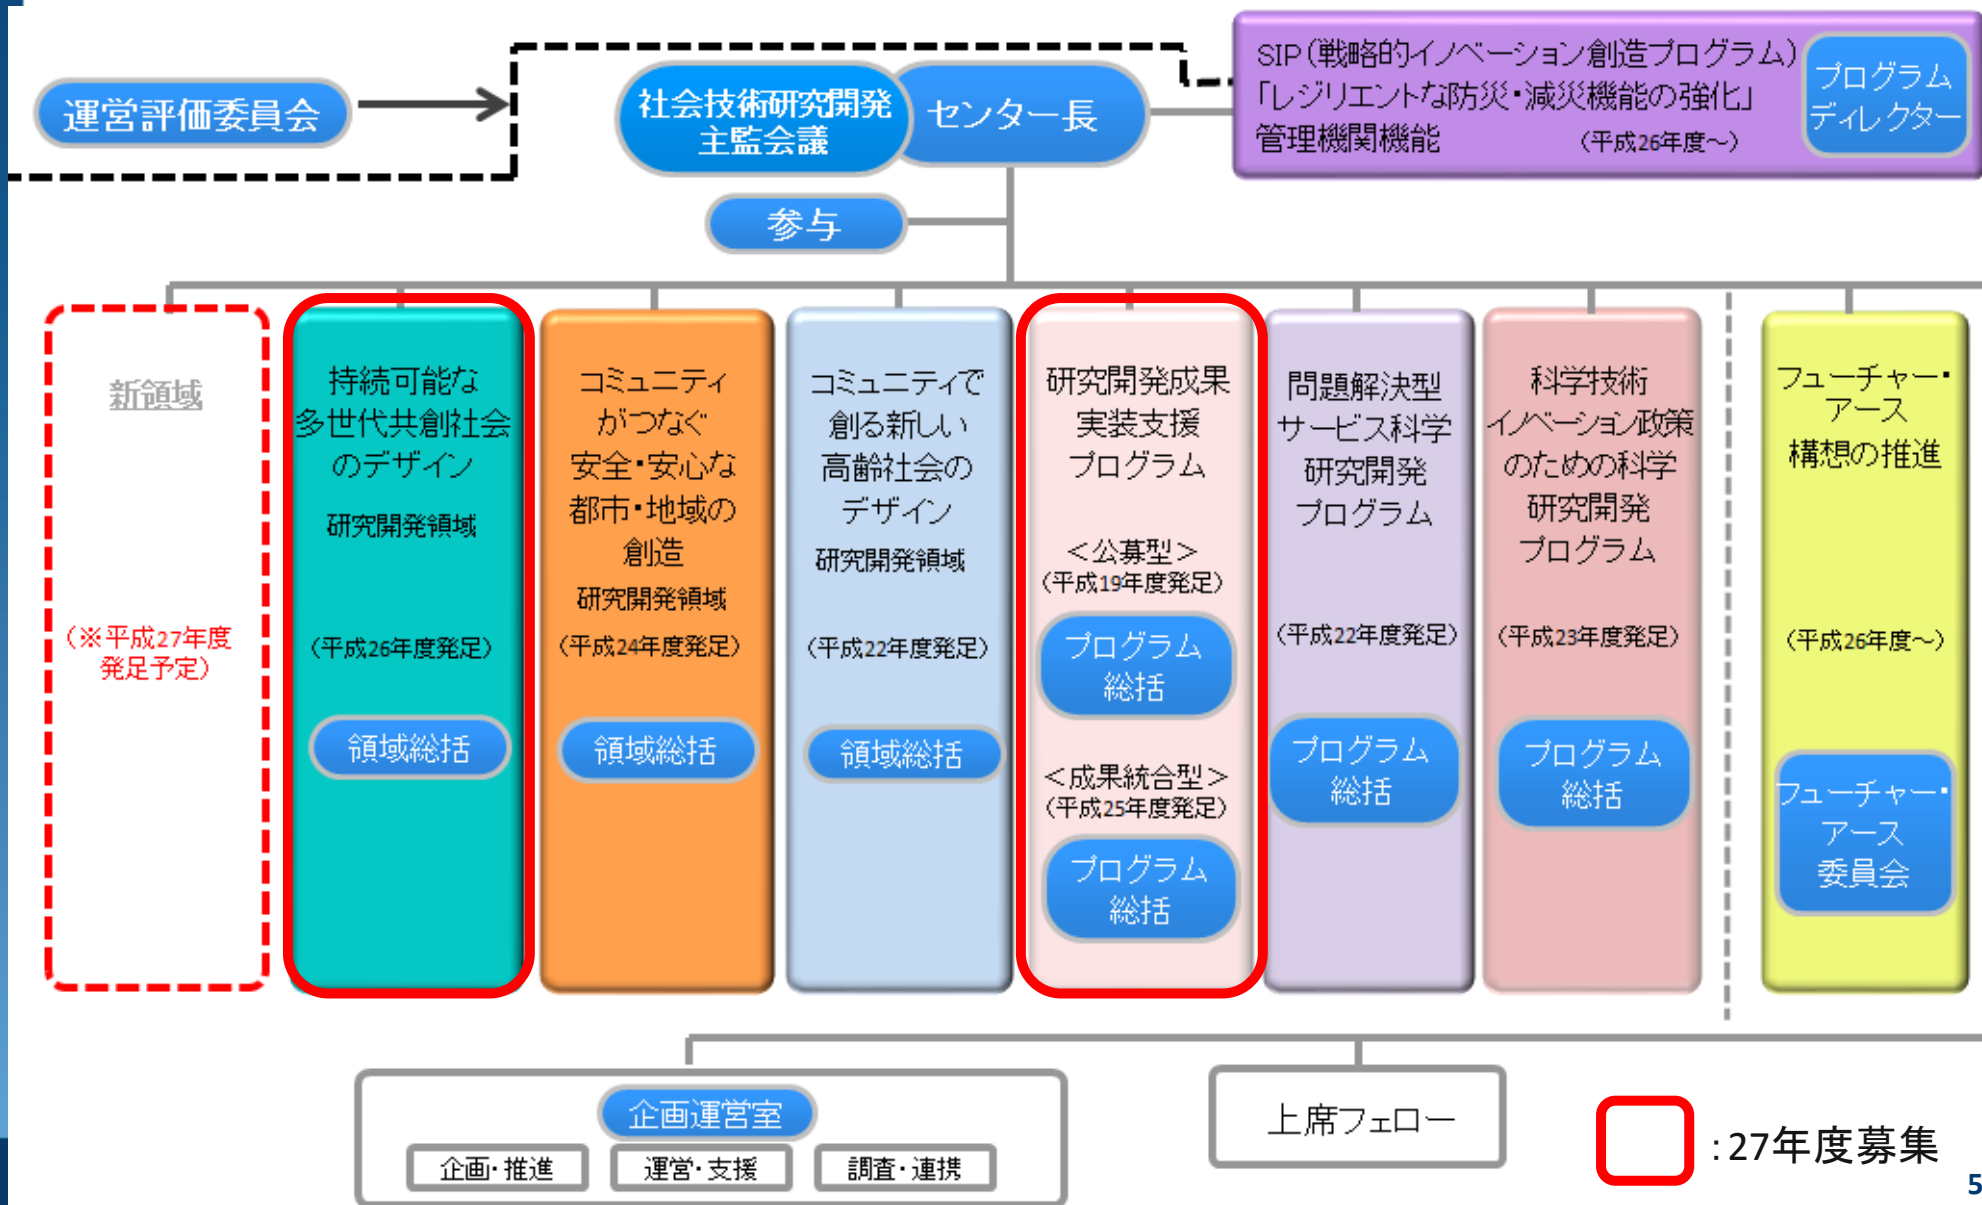 運営評価委員会
社会技術研究開発
主監会議
センター長
SIP(戦略的イノベーション創造プログラム)
「レジリエントな防災・減災機能の強化」
管理機関機能 (平成26年度～)
プログラム
ディレクター
参与
新領域
(※平成27年度
発足予定)
持続可能な
多世代共創社会
のデザイン
研究開発領域
(平成26年度発足)
領域総括
コミュニティ
がつなぐ
安全・安心な
都市・地域の
創造
研究開発領域
(平成24年度発足)
領域総括
コミュニティで
創る新しい
高齢社会の
デザイン
研究開発領域
(平成22年度発足)
領域総括
研究開発成果
実装支援
プログラム
＜公募型＞
(平成19年度発足)
プログラム
総括
＜成果統合型＞
(平成25年度発足)
プログラム
総括
問題解決型
サービス科学
研究開発
プログラム
(平成22年度発足)
プログラム
総括
科学技術
イノベーション政策
のための科学
研究開発
プログラム
(平成23年度発足)
プログラム
総括
フューチャー・
アース
構想の推進
(平成26年度～)
フューチャー・
アース
委員会
企画運営室
企画・推進
運営・支援
調査・連携
上席フェロー
：27年度募集
5